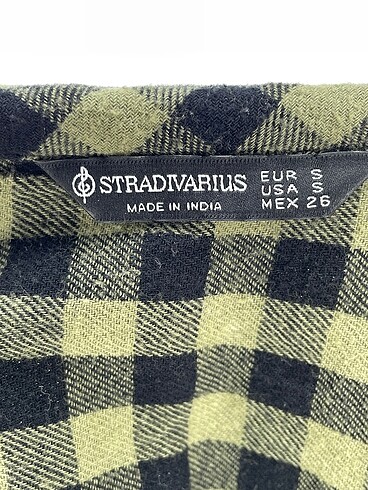 STRADIVARIUS
MADE IN INDIA
EUR S
USA S
MEX 26